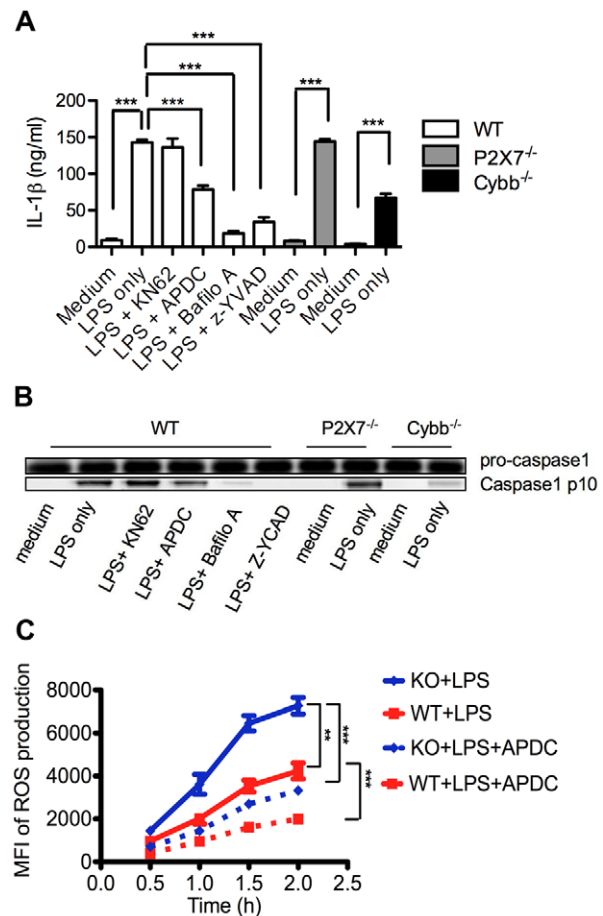 A
***
***
***
***
***
***
200
150
100
50
0
IL-1β (ng/ml)
WT
P2X7-/-
Cybb-/-
Medium
LPS only
LPS + KN62
LPS + APDC
LPS + Bafilo A
LPS + z-YVAD
Medium
LPS only
Medium
LPS only
B
WT
P2X7-/-
Cybb-/-
pro-caspase1
Caspase1 p10
medium
LPS only
LPS+ KN62
LPS+ APDC
LPS+ Bafilo A
LPS+ Z-YCAD
medium
LPS only
medium
LPS only
C
MFI of ROS production
8000
6000
4000
2000
0
0.0 0.5 1.0 1.5 2.0 2.5
Time (h)
**
***
***
KO+LPS
WT+LPS
KO+LPS+APDC
WT+LPS+APDC